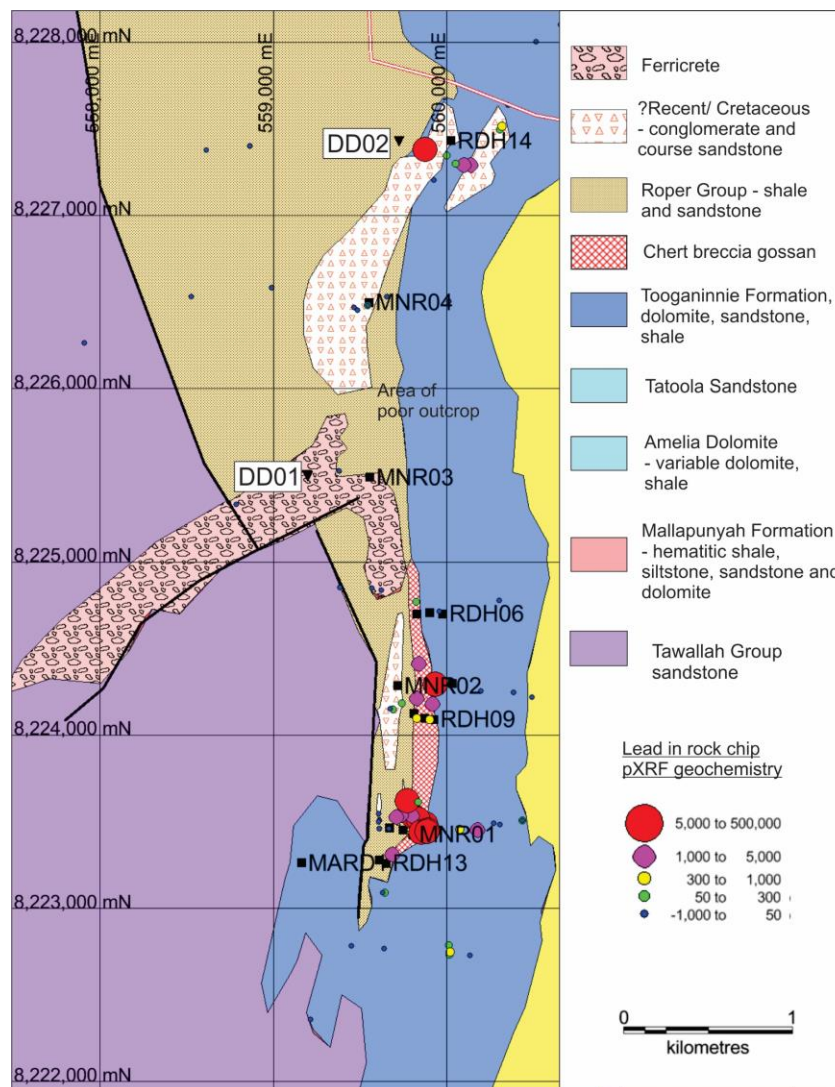 8,228,000 mN
558,000 mE
559,000 mE
560,000 mE
DD02
RDH14
8,227,000 mN
MNR04
8,226,000 mN
Area of
poor outcrop
DD01
MNR03
8,225,000 mN
RDH06
MNR02
RDH09
8,224,000 mN
MNR01
MARD
RDH13
8,223,000 mN
8,222,000 mN
Ferricrete
?Recent/ Cretaceous
- conglomerate and
course sandstone
Roper Group - shale
and sandstone
Chert breccia gossan
Tooganinnie Formation,
dolomite, sandstone,
shale
Tatoola Sandstone
Amelia Dolomite
- variable dolomite,
shale
Mallapunyah Formation
- hematitic shale,
siltstone, sandstone and
dolomite
Tawallah Group
sandstone
Lead in rock chip
pXRF geochemistry
5,000 to 500,000
1,000 to 5,000
300 to 1,000
50 to 300
-1,000 to 50
0 1
kilometres